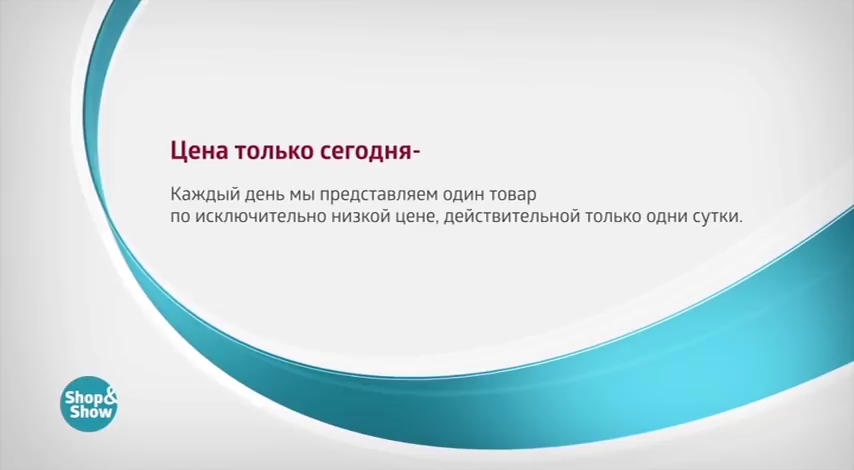 Цена только сегодня-
Каждый день мы представляем один товар
по исключительно низкой цене, действительной только одни сутки.
Shop&
Show